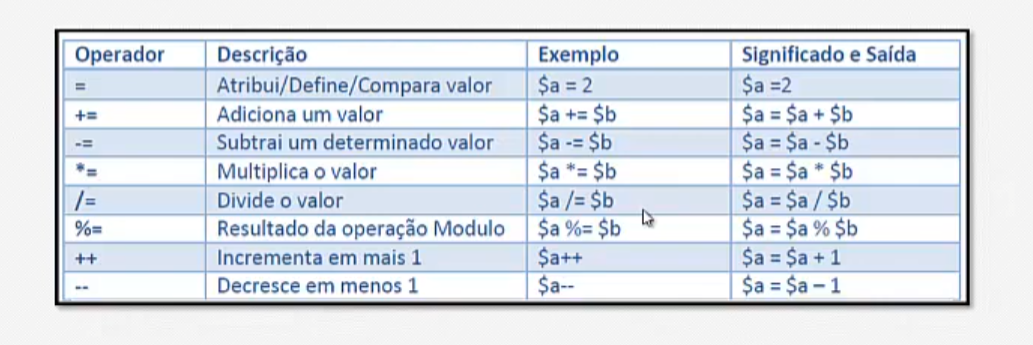 Operador Descrição Exemplo Significado e Saída
= Atribui/Define/Compara valor $a = 2 $a =2
+= Adiciona um valor $a += $b $a = $a + $b
-= Subtrai um determinado valor $a -= $b $a = $a - $b
*= Multiplica o valor $a *= $b $a = $a * $b
/= Divide o valor $a /= $b $a = $a / $b
%= Resultado da operação Modulo $a %= $b $a = $a % $b
++ Incrementa em mais 1 $a++ $a = $a + 1
-- Decresce em menos 1 $a-- $a = $a – 1